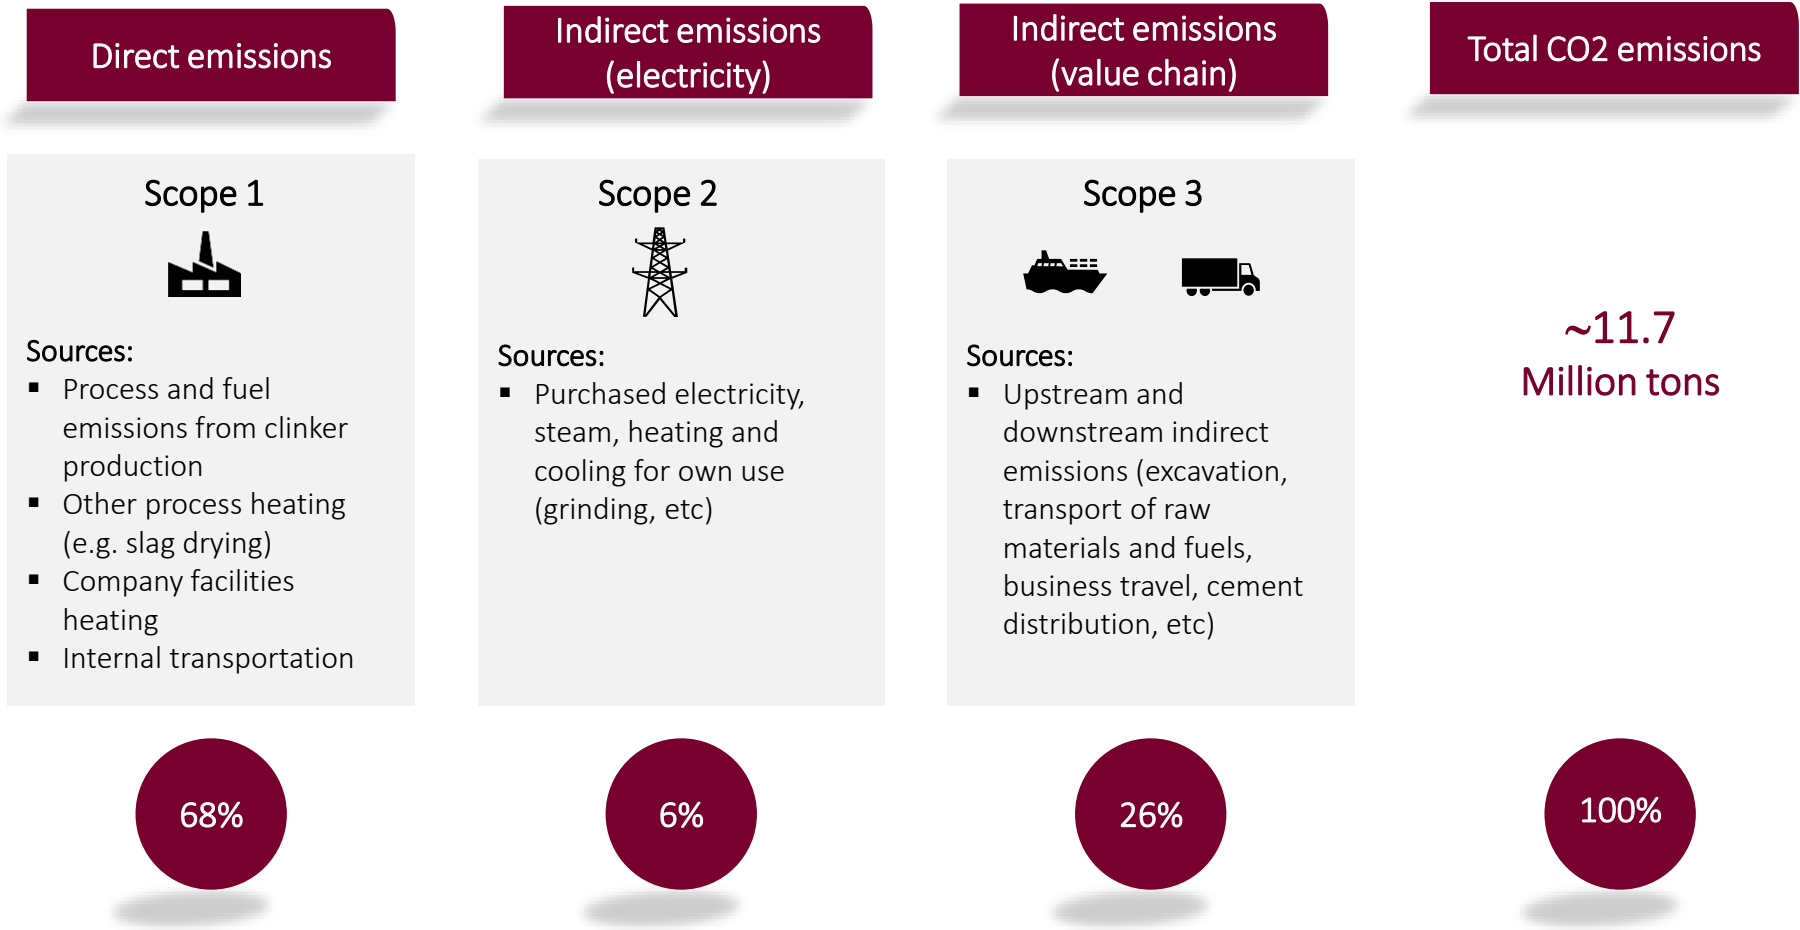 Direct emissions
Indirect emissions
(electricity)
Indirect emissions
(value chain)
Total CO2 emissions
Scope 1
Sources:
▪ Process and fuel
emissions from clinker
production
▪ Other process heating
(e.g. slag drying)
▪ Company facilities
heating
▪ Internal transportation
68%
Scope 2
Sources:
▪ Purchased electricity,
steam, heating and
cooling for own use
(grinding, etc)
6%
Scope 3
Sources:
▪ Upstream and
downstream indirect
emissions (excavation,
transport of raw
materials and fuels,
business travel, cement
distribution, etc)
26%
~11.7
Million tons
100%